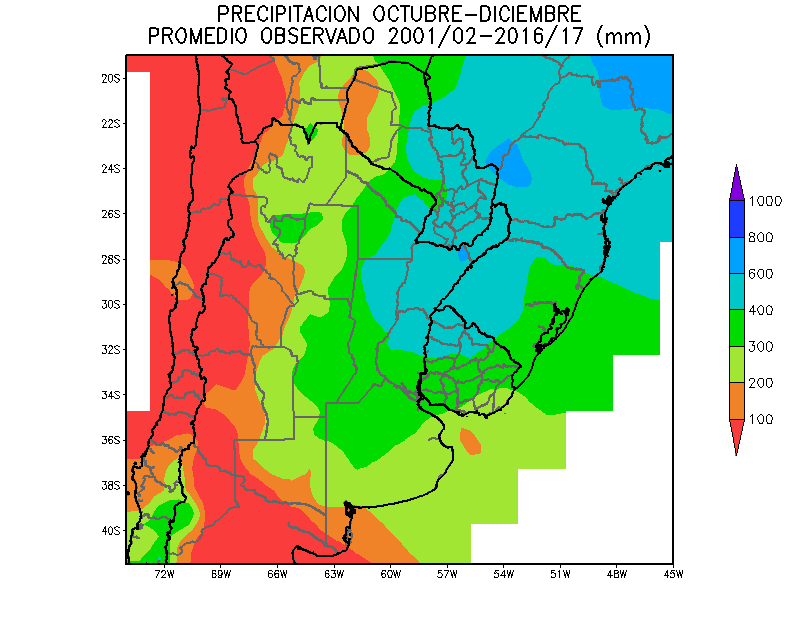 PRECIPITACION OCTUBRE-DICIEMBRE
PROMEDIO OBSERVADO 2001/02-2016/17 (mm)
20S
22S
24S
26S
28S
30S
32S
34S
36S
38S
40S
72W 69W 66W 63W 60W 57W 54W 51W 48W 45W
1000
800
600
400
300
200
100